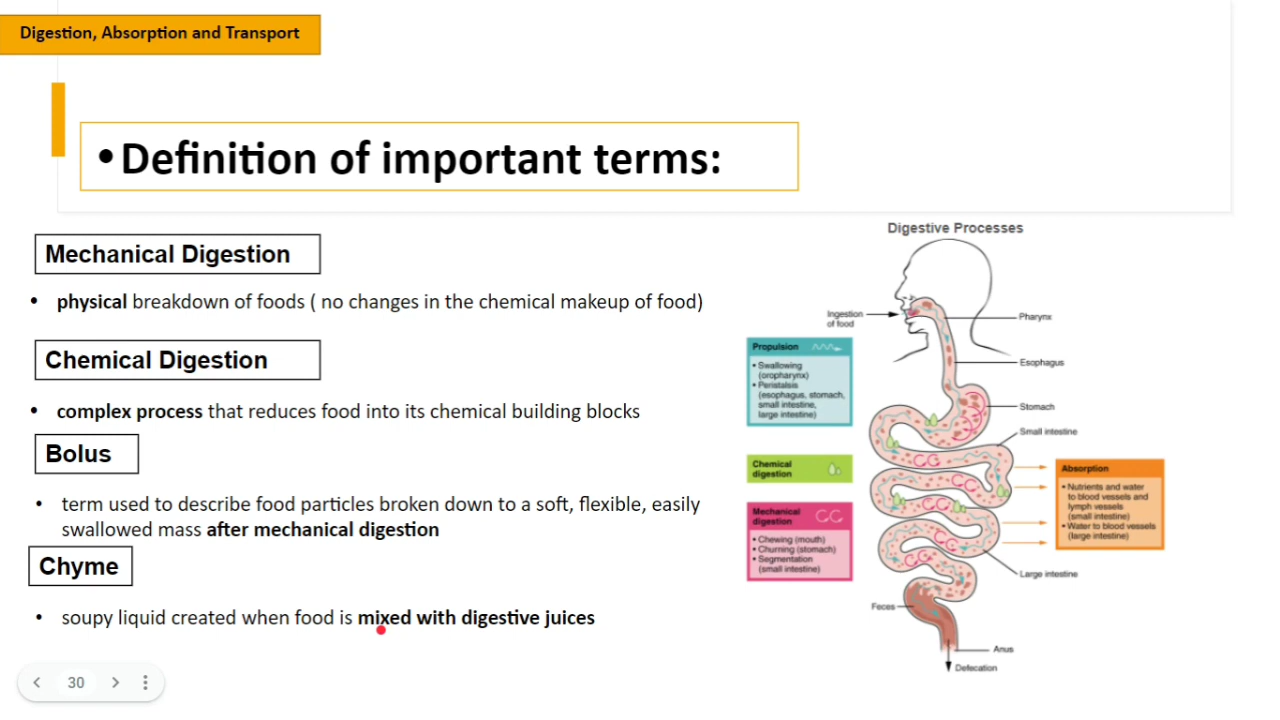 Digestion, Absorption and Transport
• Definition of important terms:
Mechanical Digestion
• physical breakdown of foods ( no changes in the chemical makeup of food)
Chemical Digestion
• complex process that reduces food into its chemical building blocks
Bolus
• term used to describe food particles broken down to a soft, flexible, easily
swallowed mass after mechanical digestion
Chyme
• soupy liquid created when food is mixed with digestive juices
30
Digestive Processes
Ingestion
of food
Pharynx
Propulsion
• Swallowing
(oropharynx)
• Peristalsis
(esophagus, stomach,
small intestine,
large intestine)
Esophagus
Stomach
Small intestine
Chemical
digestion
Absorption
• Nutrients and water
to blood vessels and
lymph vessels
(small intestine)
• Water to blood vessels
(large intestine)
Mechanical
digestion
• Chewing (mouth)
• Churning (stomach)
• Segmentation
(small intestine)
Large intestine
Feces
Anus
Defecation